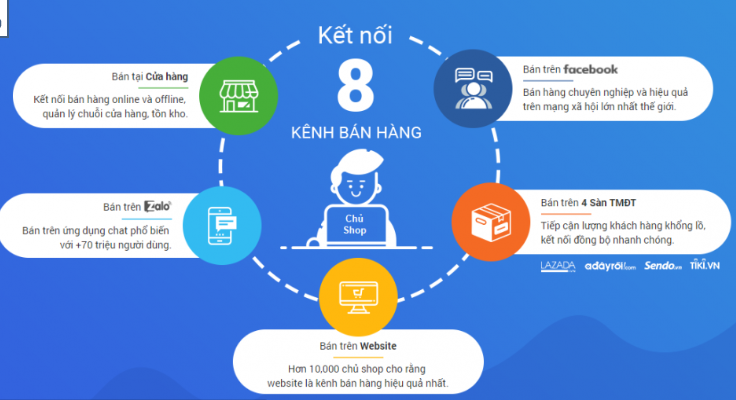 Kết nối
8
KÊNH BÁN HÀNG
Chủ
Shop
Bán tại Cửa hàng
Kết nối bán hàng online và offline,
quản lý chuỗi cửa hàng, tồn kho.
Bán trên facebook
Bán hàng chuyên nghiệp và hiệu quả
trên mạng xã hội lớn nhất thế giới.
Bán trên Zalo
Bán trên ứng dụng chat phổ biến
với +70 triệu người dùng.
Bán trên 4 Sàn TMĐT
Tiếp cận lượng khách hàng khổng lồ,
kết nối đồng bộ nhanh chóng.
LAZADA adayroi.com Sendo.vn TIKI.VN
Bán trên Website
Hơn 10,000 chủ shop cho rằng
website là kênh bán hàng hiệu quả nhất.